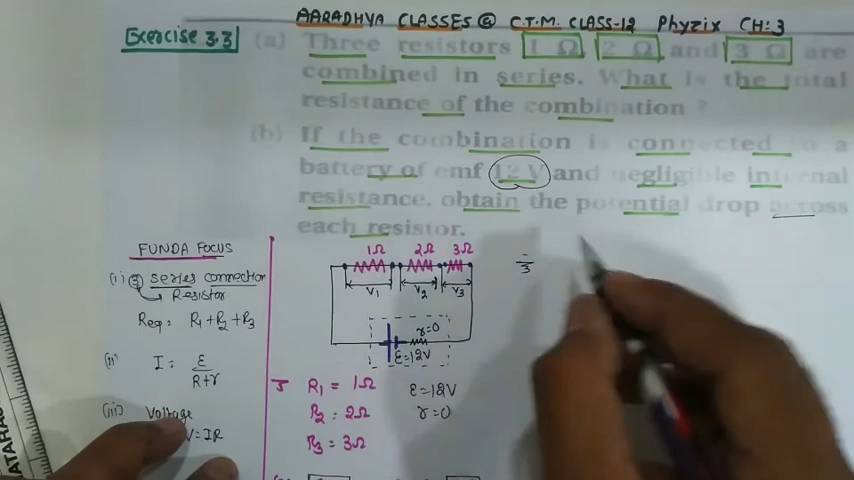 AARADHYA CLASSES @ C.T.M. CLASS-12 Phyzix CH:3
Exercise 3.3
(a) Three resistors 1 Ω 2 Ω and 3 Ω are
combined in series. What is the total
resistance of the combination ?
(b) If the combination is connected to a
battery of emf 12 V and negligible internal
resistance, obtain the potential drop across
each resistor.
FUNDA FOCUS
(i) 3 series connection
Resistor
Req = R1+R2+R3
(ii) I = ε
R+r
(iii) Voltage
V=IR
1Ω 2Ω 3Ω
V1 V2 V3
r=0
ε=12V
R1 = 1Ω
R2 = 2Ω
R3 = 3Ω
ε=12V
r=0
3